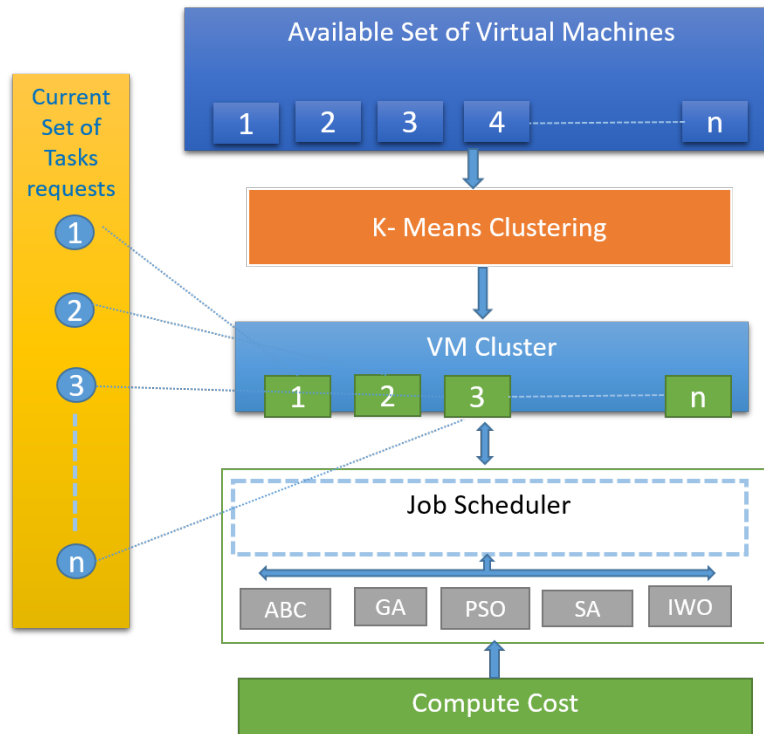 Available Set of Virtual Machines
1 2 3 4 n
Current
Set of
Tasks
requests
1
2
3
n
K- Means Clustering
VM Cluster
1 2 3 n
Job Scheduler
ABC GA PSO SA IWO
Compute Cost